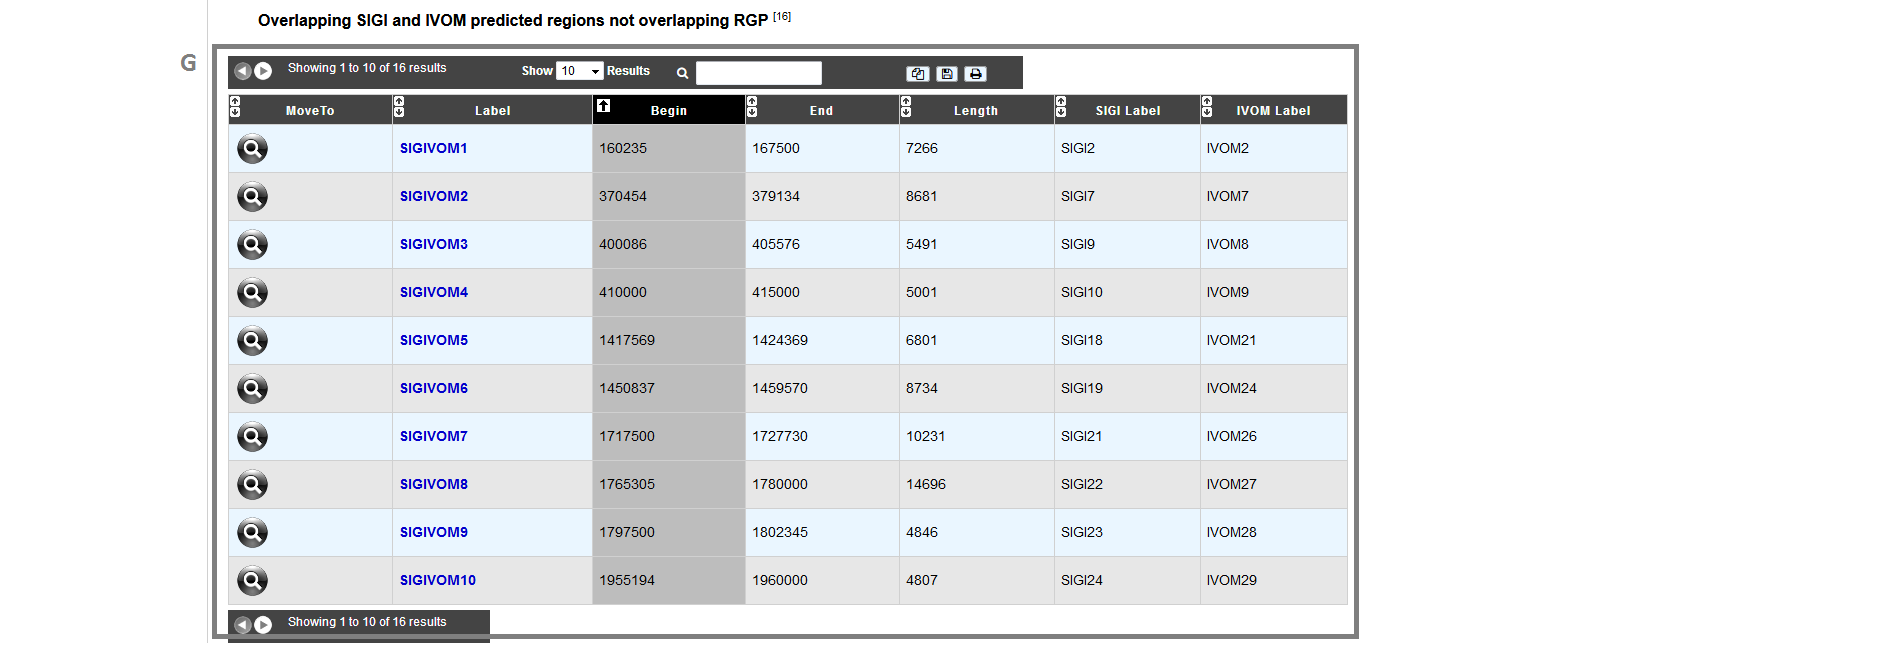 Overlapping SIGI and IVOM predicted regions not overlapping RGP [16]
G
Showing 1 to 10 of 16 results Show 10 Results
MoveTo Label Begin End Length SIGI Label IVOM Label
SIGIVOM1 160235 167500 7266 SIGI2 IVOM2
SIGIVOM2 370454 379134 8681 SIGI7 IVOM7
SIGIVOM3 400086 405576 5491 SIGI9 IVOM8
SIGIVOM4 410000 415000 5001 SIGI10 IVOM9
SIGIVOM5 1417569 1424369 6801 SIGI18 IVOM21
SIGIVOM6 1450837 1459570 8734 SIGI19 IVOM24
SIGIVOM7 1717500 1727730 10231 SIGI21 IVOM26
SIGIVOM8 1765305 1780000 14696 SIGI22 IVOM27
SIGIVOM9 1797500 1802345 4846 SIGI23 IVOM28
SIGIVOM10 1955194 1960000 4807 SIGI24 IVOM29
Showing 1 to 10 of 16 results